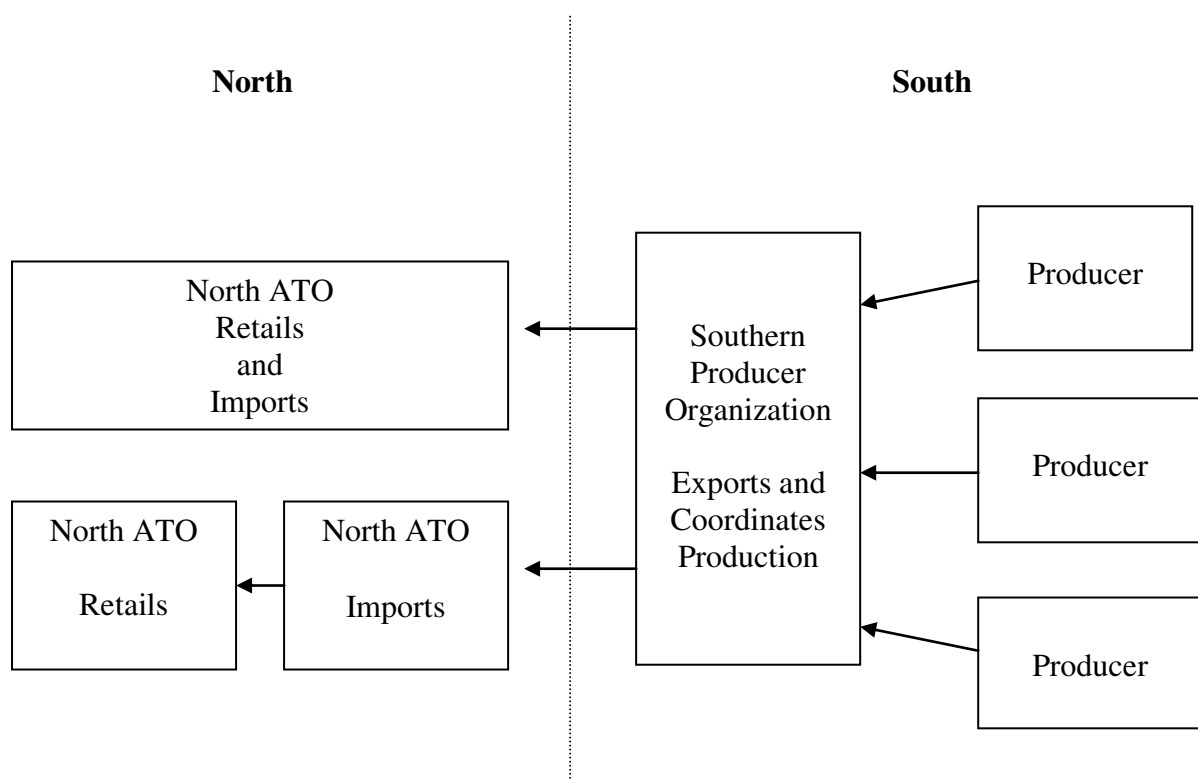 North
South
North ATO
Retails
and
Imports
North ATO
Retails
North ATO
Imports
Southern
Producer
Organization
Exports and
Coordinates
Production
Producer
Producer
Producer